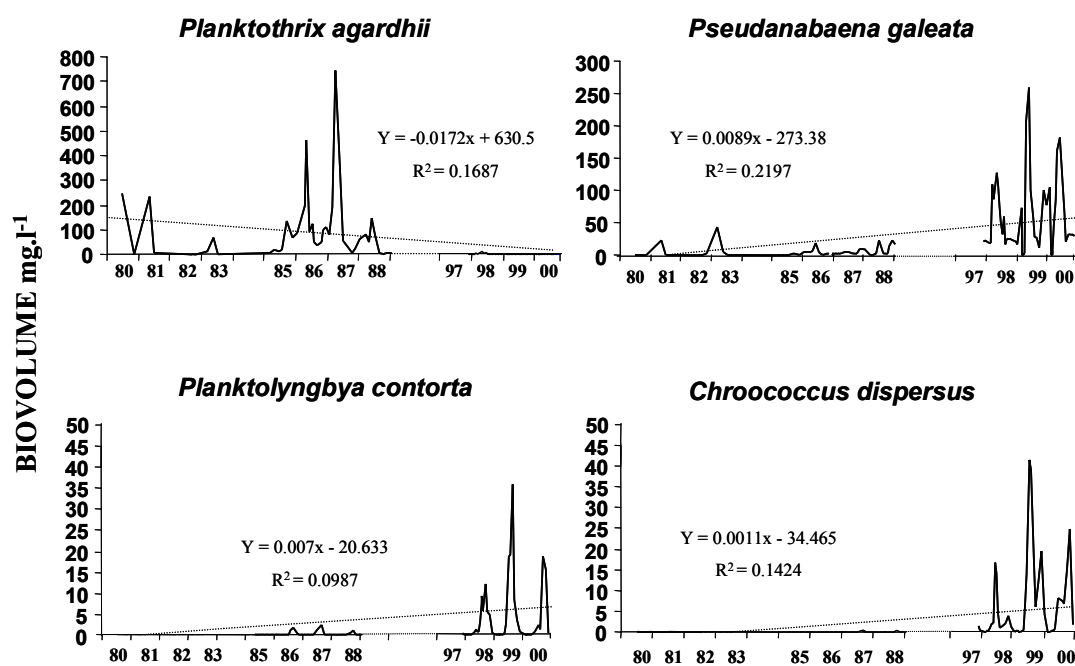 Planktothrix agardhii
Pseudanabaena galeata
BIOVOLUME mg.l-1
800
700
600
500
400
300
200
100
0
Y = -0.0172x + 630.5
R2 = 0.1687
80 81 82 83 85 86 87 88 97 98 99 00
300
250
200
150
100
50
0
Y = 0.0089x - 273.38
R2 = 0.2197
80 81 82 83 85 86 87 88 97 98 99 00
Planktolyngbya contorta
Chroococcus dispersus
50
45
40
35
30
25
20
15
10
5
0
Y = 0.007x - 20.633
R2 = 0.0987
80 81 82 83 85 86 87 88 97 98 99 00
50
45
40
35
30
25
20
15
10
5
0
Y = 0.0011x - 34.465
R2 = 0.1424
80 81 82 83 85 86 87 88 97 98 99 00